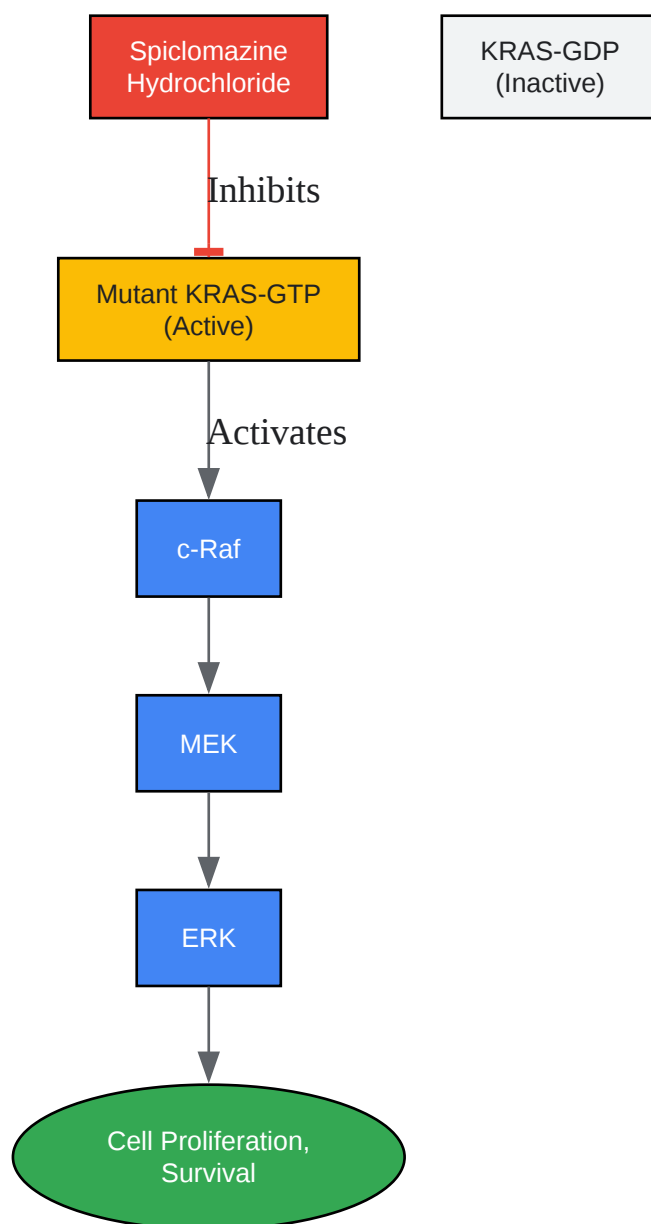 Spiclomazine
Hydrochloride
KRAS-GDP
(Inactive)
Inhibits
Mutant KRAS-GTP
(Active)
Activates
c-Raf
MEK
ERK
Cell Proliferation,
Survival